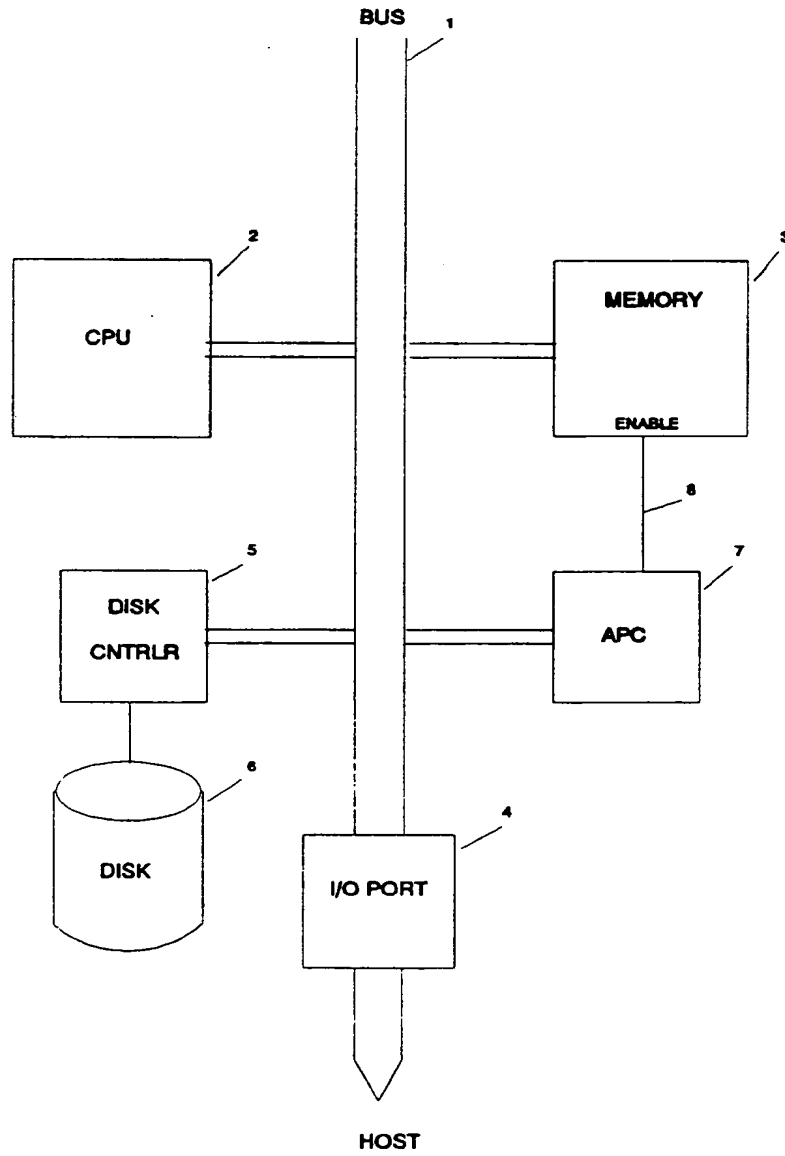 BUS
1
2
CPU
3
MEMORY
ENABLE
8
5
DISK
CNTRLR
7
APC
6
DISK
4
I/O PORT
HOST